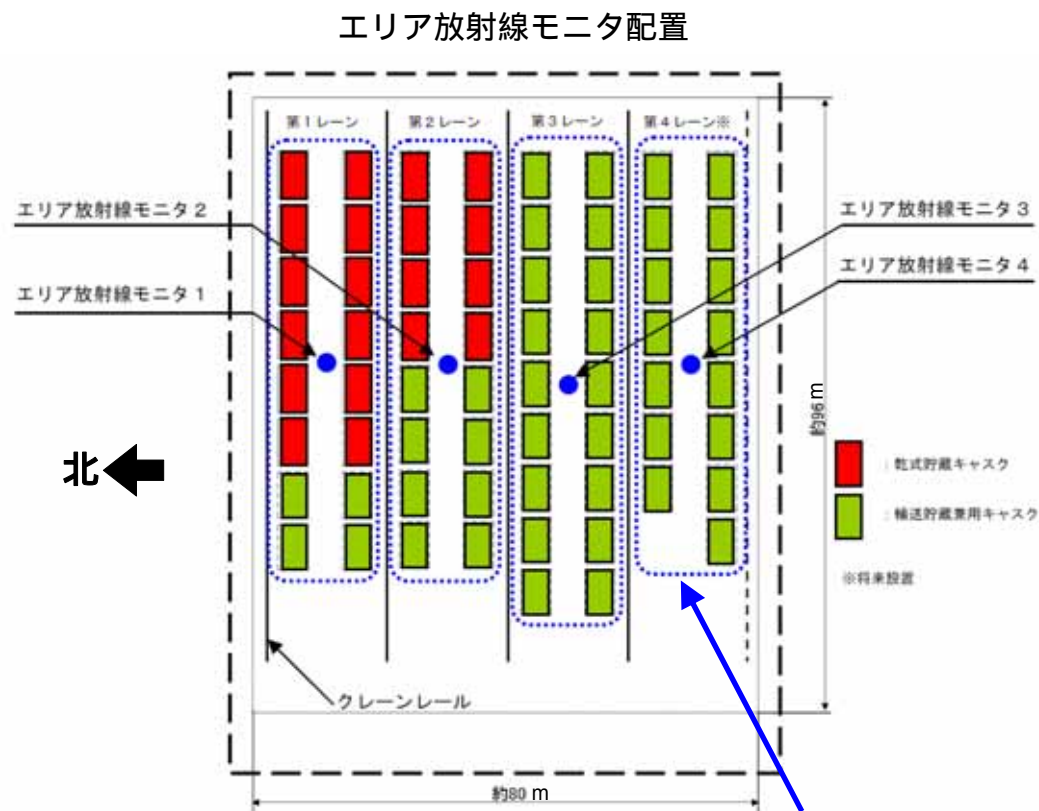 エリア放射線モニタ配置
第1レーン
第2レーン
第3レーン
第4レーン※
エリア放射線モニタ2
エリア放射線モニタ1
エリア放射線モニタ3
エリア放射線モニタ4
約96 m
北
:乾式貯蔵キャスク
:輸送貯蔵兼用キャスク
※将来設置
クレーンレール
約80 m